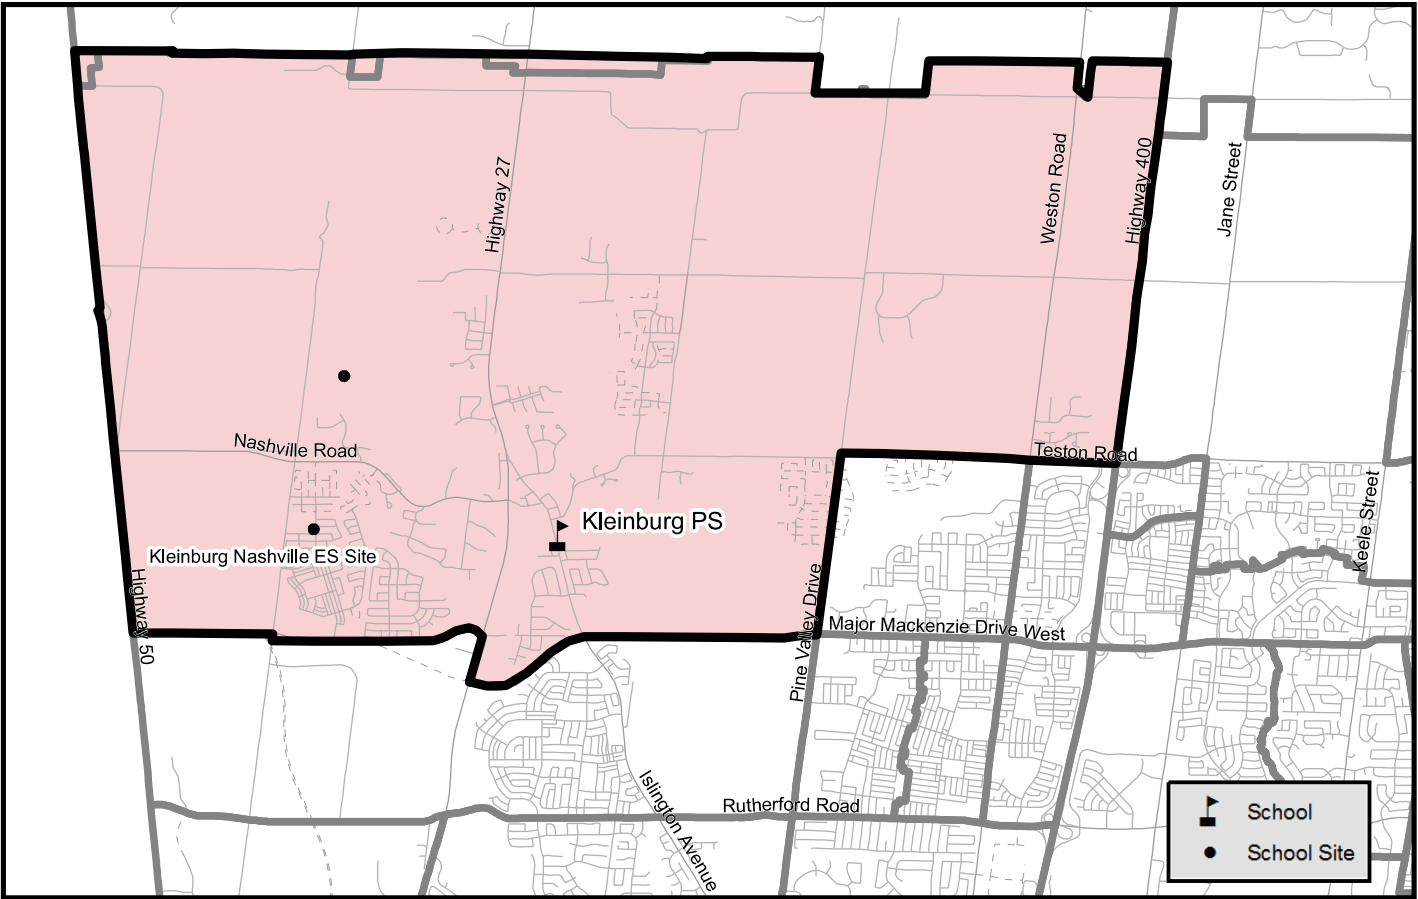 Highway 27
Weston Road
Highway 400
Jane Street
Nashville Road
Teston Road
Keele Street
Kleinburg PS
Kleinburg Nashville ES Site
Highway 50
Pine Valley Drive
Major Mackenzie Drive West
Islington Avenue
Rutherford Road
School
School Site